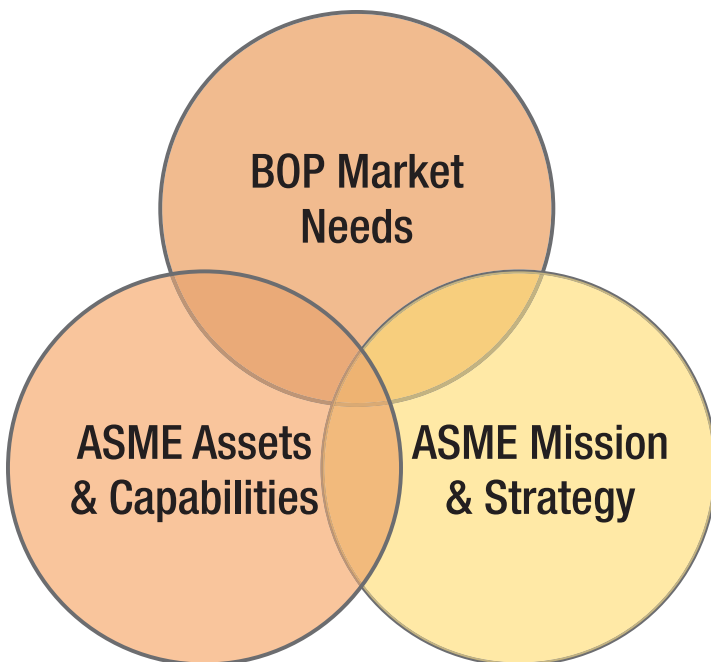 BOP Market
Needs
ASME Assets
& Capabilities
ASME Mission
& Strategy